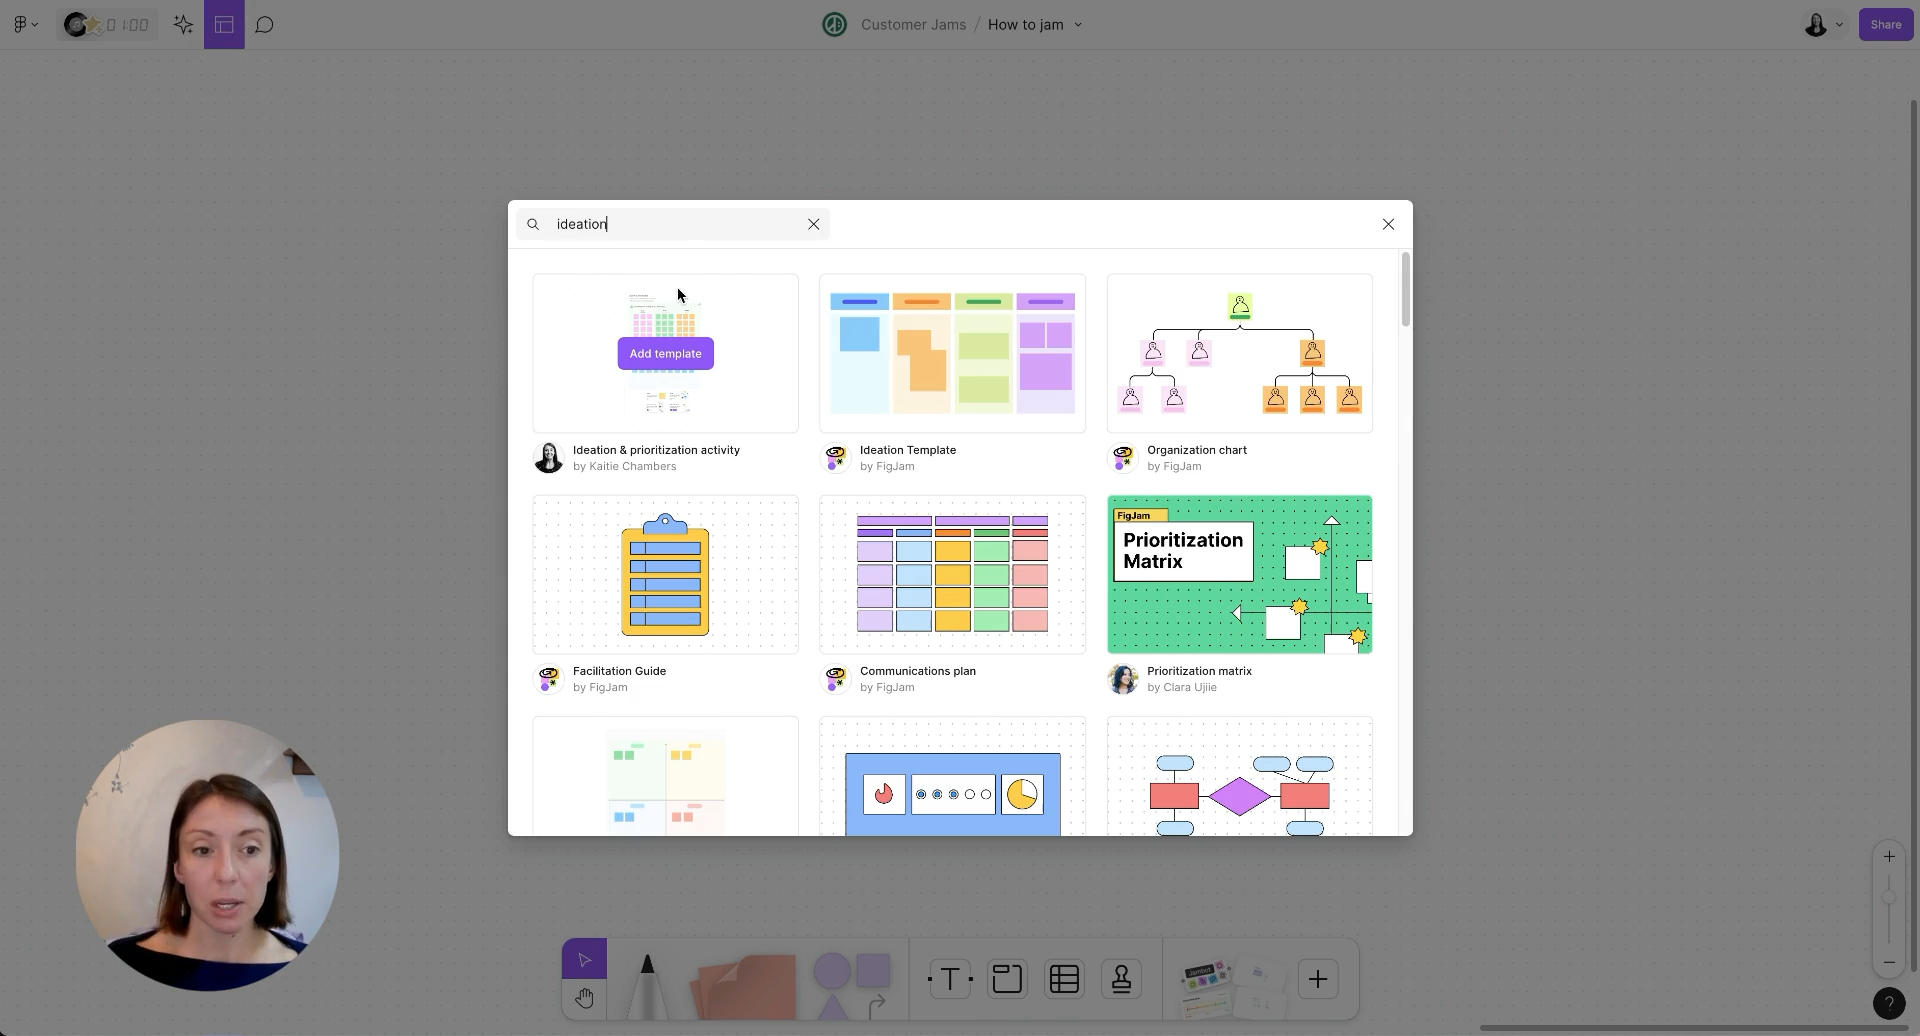 01:00
Customer Jams / How to jam
Share
ideation
Add template
Ideation & prioritization activity
by Kaitie Chambers
Ideation Template
by FigJam
Organization chart
by FigJam
FigJam
Prioritization
Matrix
Facilitation Guide
by FigJam
Communications plan
by FigJam
Prioritization matrix
by Clara Ujiie
T
Jambot
?